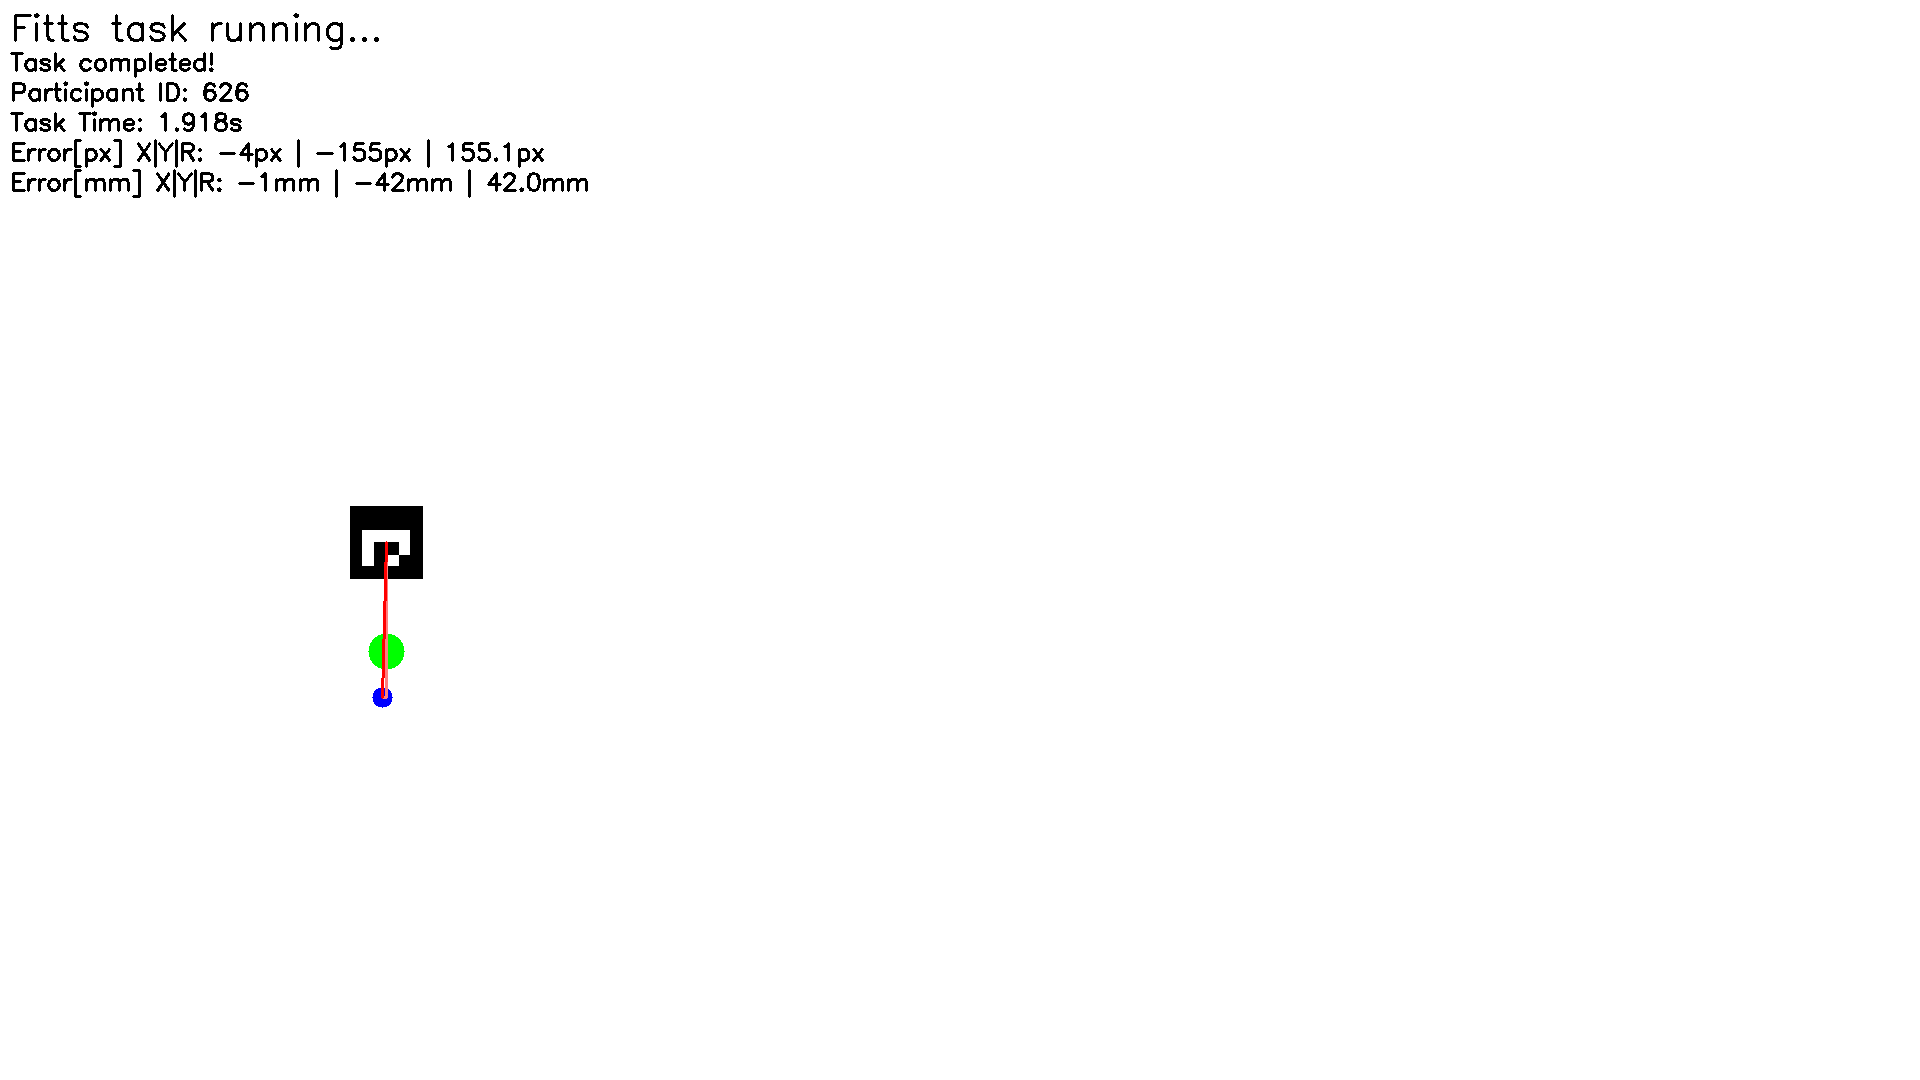 Fitts task running...
Task completed!
Participant ID: 626
Task Time: 1.918s
Error[px] X|Y|R: -4px | -155px | 155.1px
Error[mm] X|Y|R: -1mm | -42mm | 42.0mm